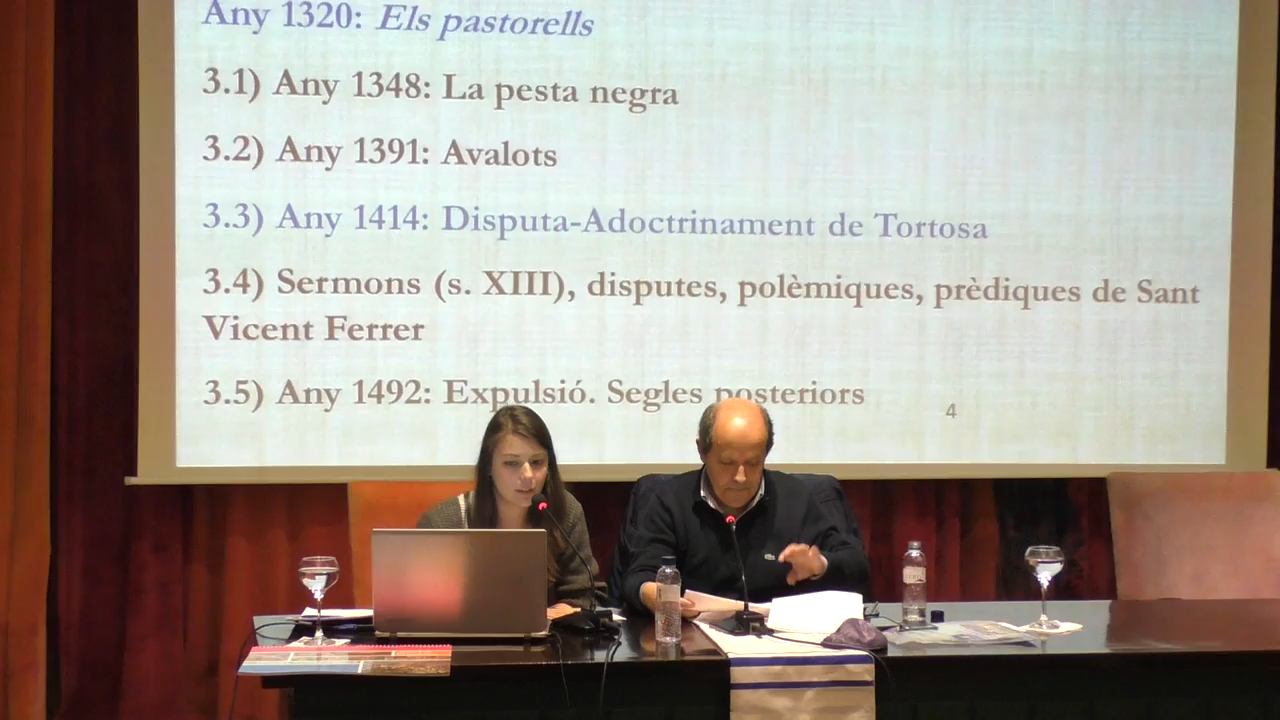 Any 1320: Els pastorells
3.1) Any 1348: La pesta negra
3.2) Any 1391: Avalots
3.3) Any 1414: Disputa-Adoctrinament de Tortosa
3.4) Sermons (s. XIII), disputes, polèmiques, prèdiques de Sant
Vicent Ferrer
3.5) Any 1492: Expulsió. Segles posteriors
4